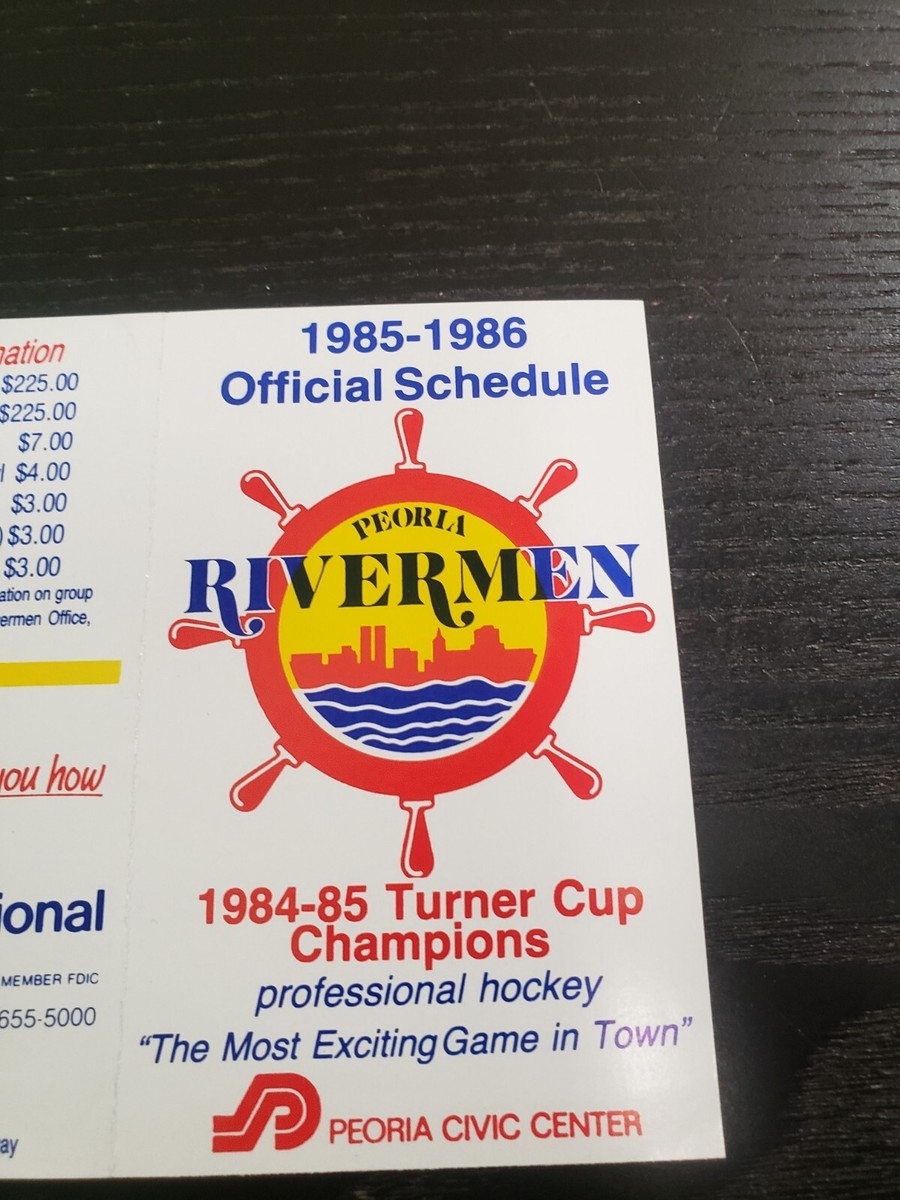 1985-1986
Official Schedule
PEORIA
RIVERMEN
1984-85 Turner Cup
Champions
professional hockey
"The Most Exciting Game in Town"
PEORIA CIVIC CENTER
$225.00
$225.00
$7.00
$4.00
$3.00
) $3.00
$3.00
ation on group
ermen Office,
you how
ional
MEMBER FDIC
655-5000
ay